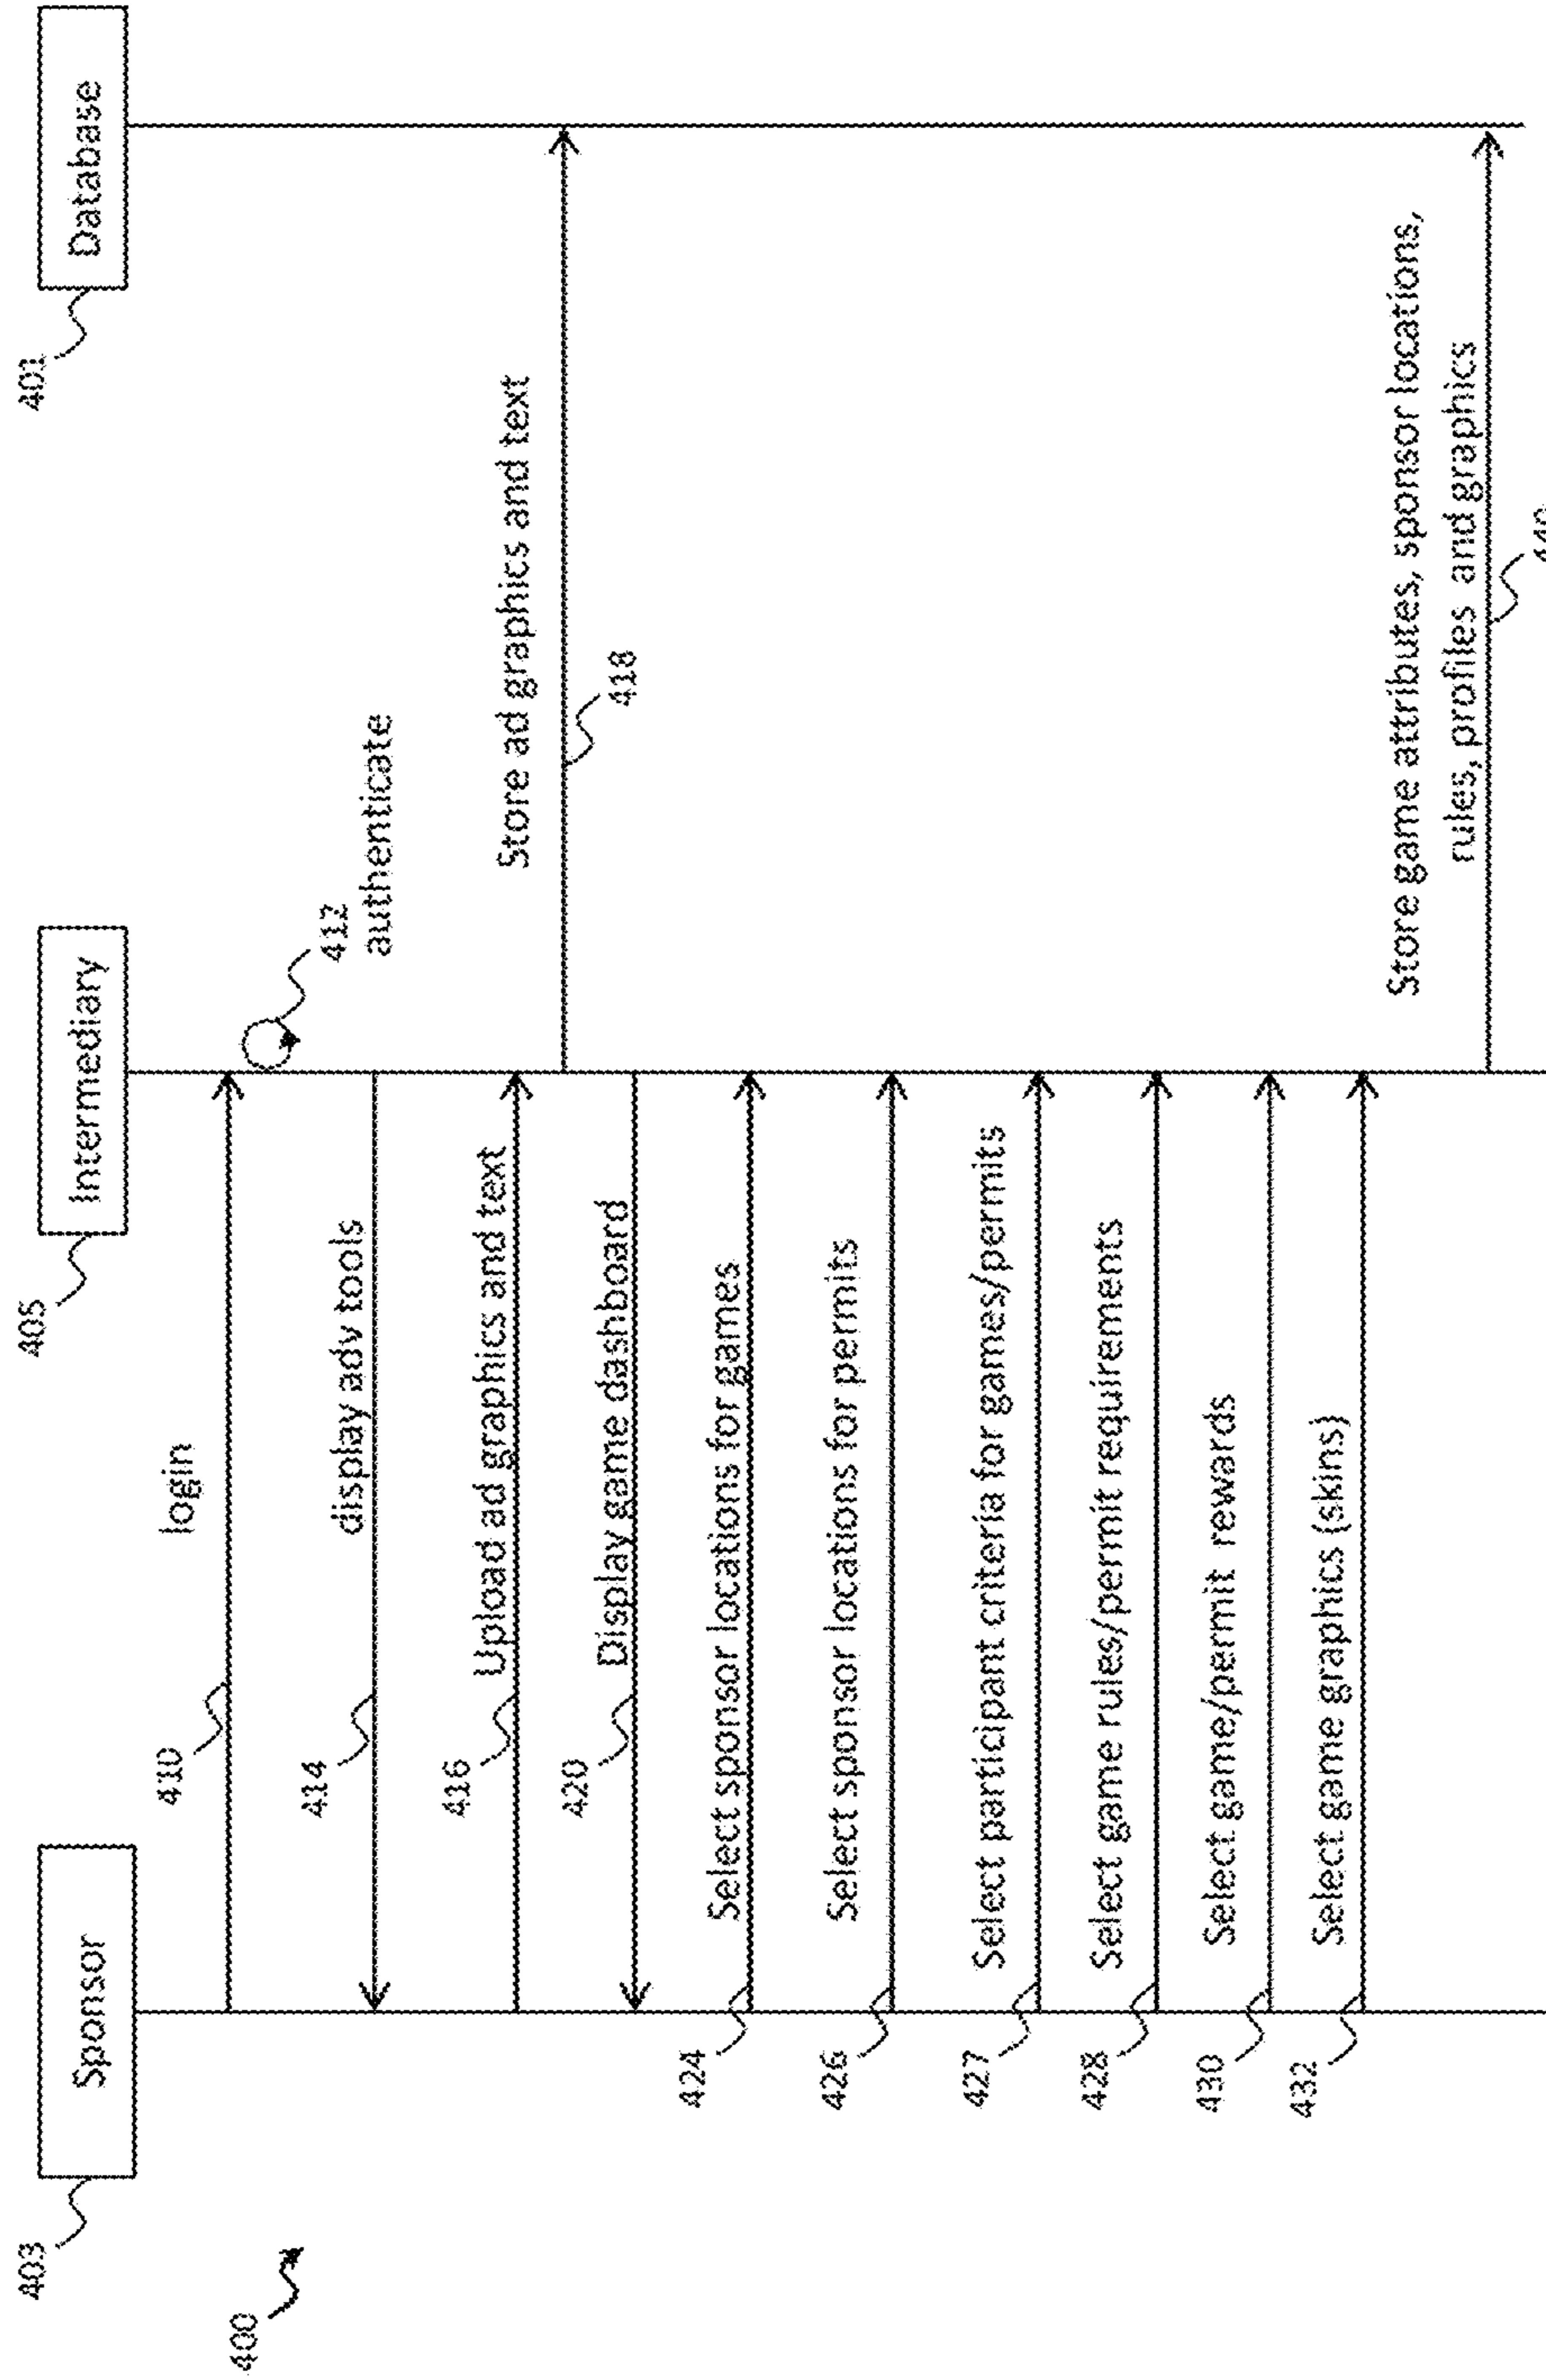 400
403
Sponsor
405
Intermediary
401
Database
410
login
412
authenticate
414
display adv tools
416
Upload ad graphics and text
Store ad graphics and text
418
420
Display game dashboard
424
Select sponsor locations for games
426
Select sponsor locations for permits
427
Select participant criteria for games/permits
428
Select game rules/permit requirements
430
Select game/permit rewards
432
Select game graphics (skins)
Store game attributes, sponsor locations,
rules, profiles and graphics